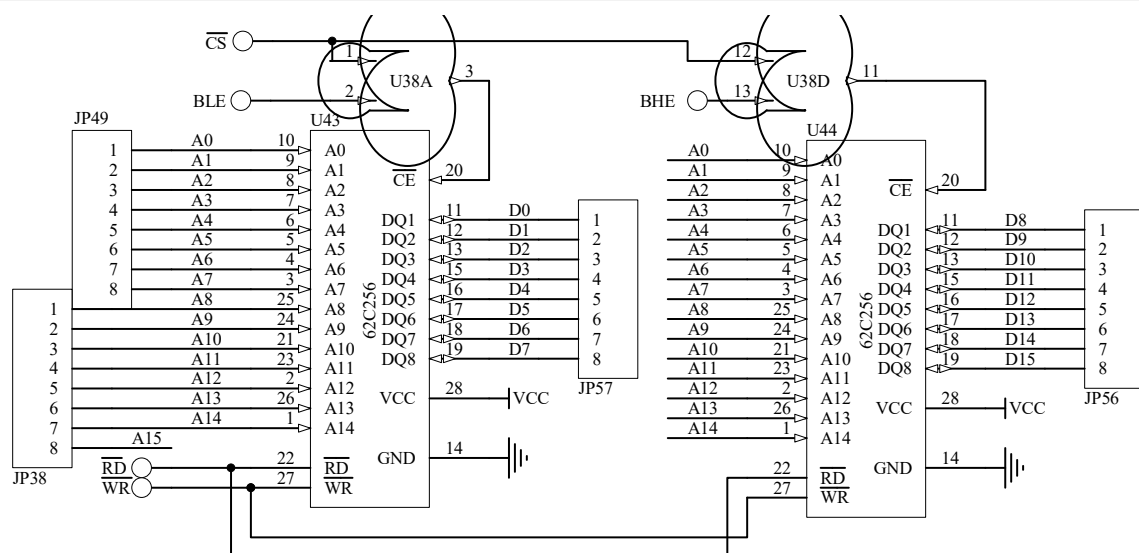 C̅S̅
1
2
3
U38A
BLE
12
13
11
U38D
BHE
JP49
1
2
3
4
5
6
7
8
A0 10
A1 9
A2 8
A3 7
A4 6
A5 5
A6 4
A7 3
A8 25
A9 24
A10 21
A11 23
A12 2
A13 26
A14 1
A15
1
2
3
4
5
6
7
8
JP38
R̅D̅ 22
W̅R̅ 27
U43
A0
A1
A2
A3
A4
A5
A6
A7
A8
A9
A10
A11
A12
A13
A14
R̅D̅
W̅R̅
62C256
C̅E̅ 20
DQ1 11 D0 1
DQ2 12 D1 2
DQ3 13 D2 3
DQ4 15 D3 4
DQ5 16 D4 5
DQ6 17 D5 6
DQ7 18 D6 7
DQ8 19 D7 8
JP57
VCC 28 VCC
GND 14
U44
A0 10 A0
A1 9 A1
A2 8 A2
A3 7 A3
A4 6 A4
A5 5 A5
A6 4 A6
A7 3 A7
A8 25 A8
A9 24 A9
A10 21 A10
A11 23 A11
A12 2 A12
A13 26 A13
A14 1 A14
22 R̅D̅
27 W̅R̅
62C256
C̅E̅ 20
DQ1 11 D8 1
DQ2 12 D9 2
DQ3 13 D10 3
DQ4 15 D11 4
DQ5 16 D12 5
DQ6 17 D13 6
DQ7 18 D14 7
DQ8 19 D15 8
JP56
VCC 28 VCC
GND 14